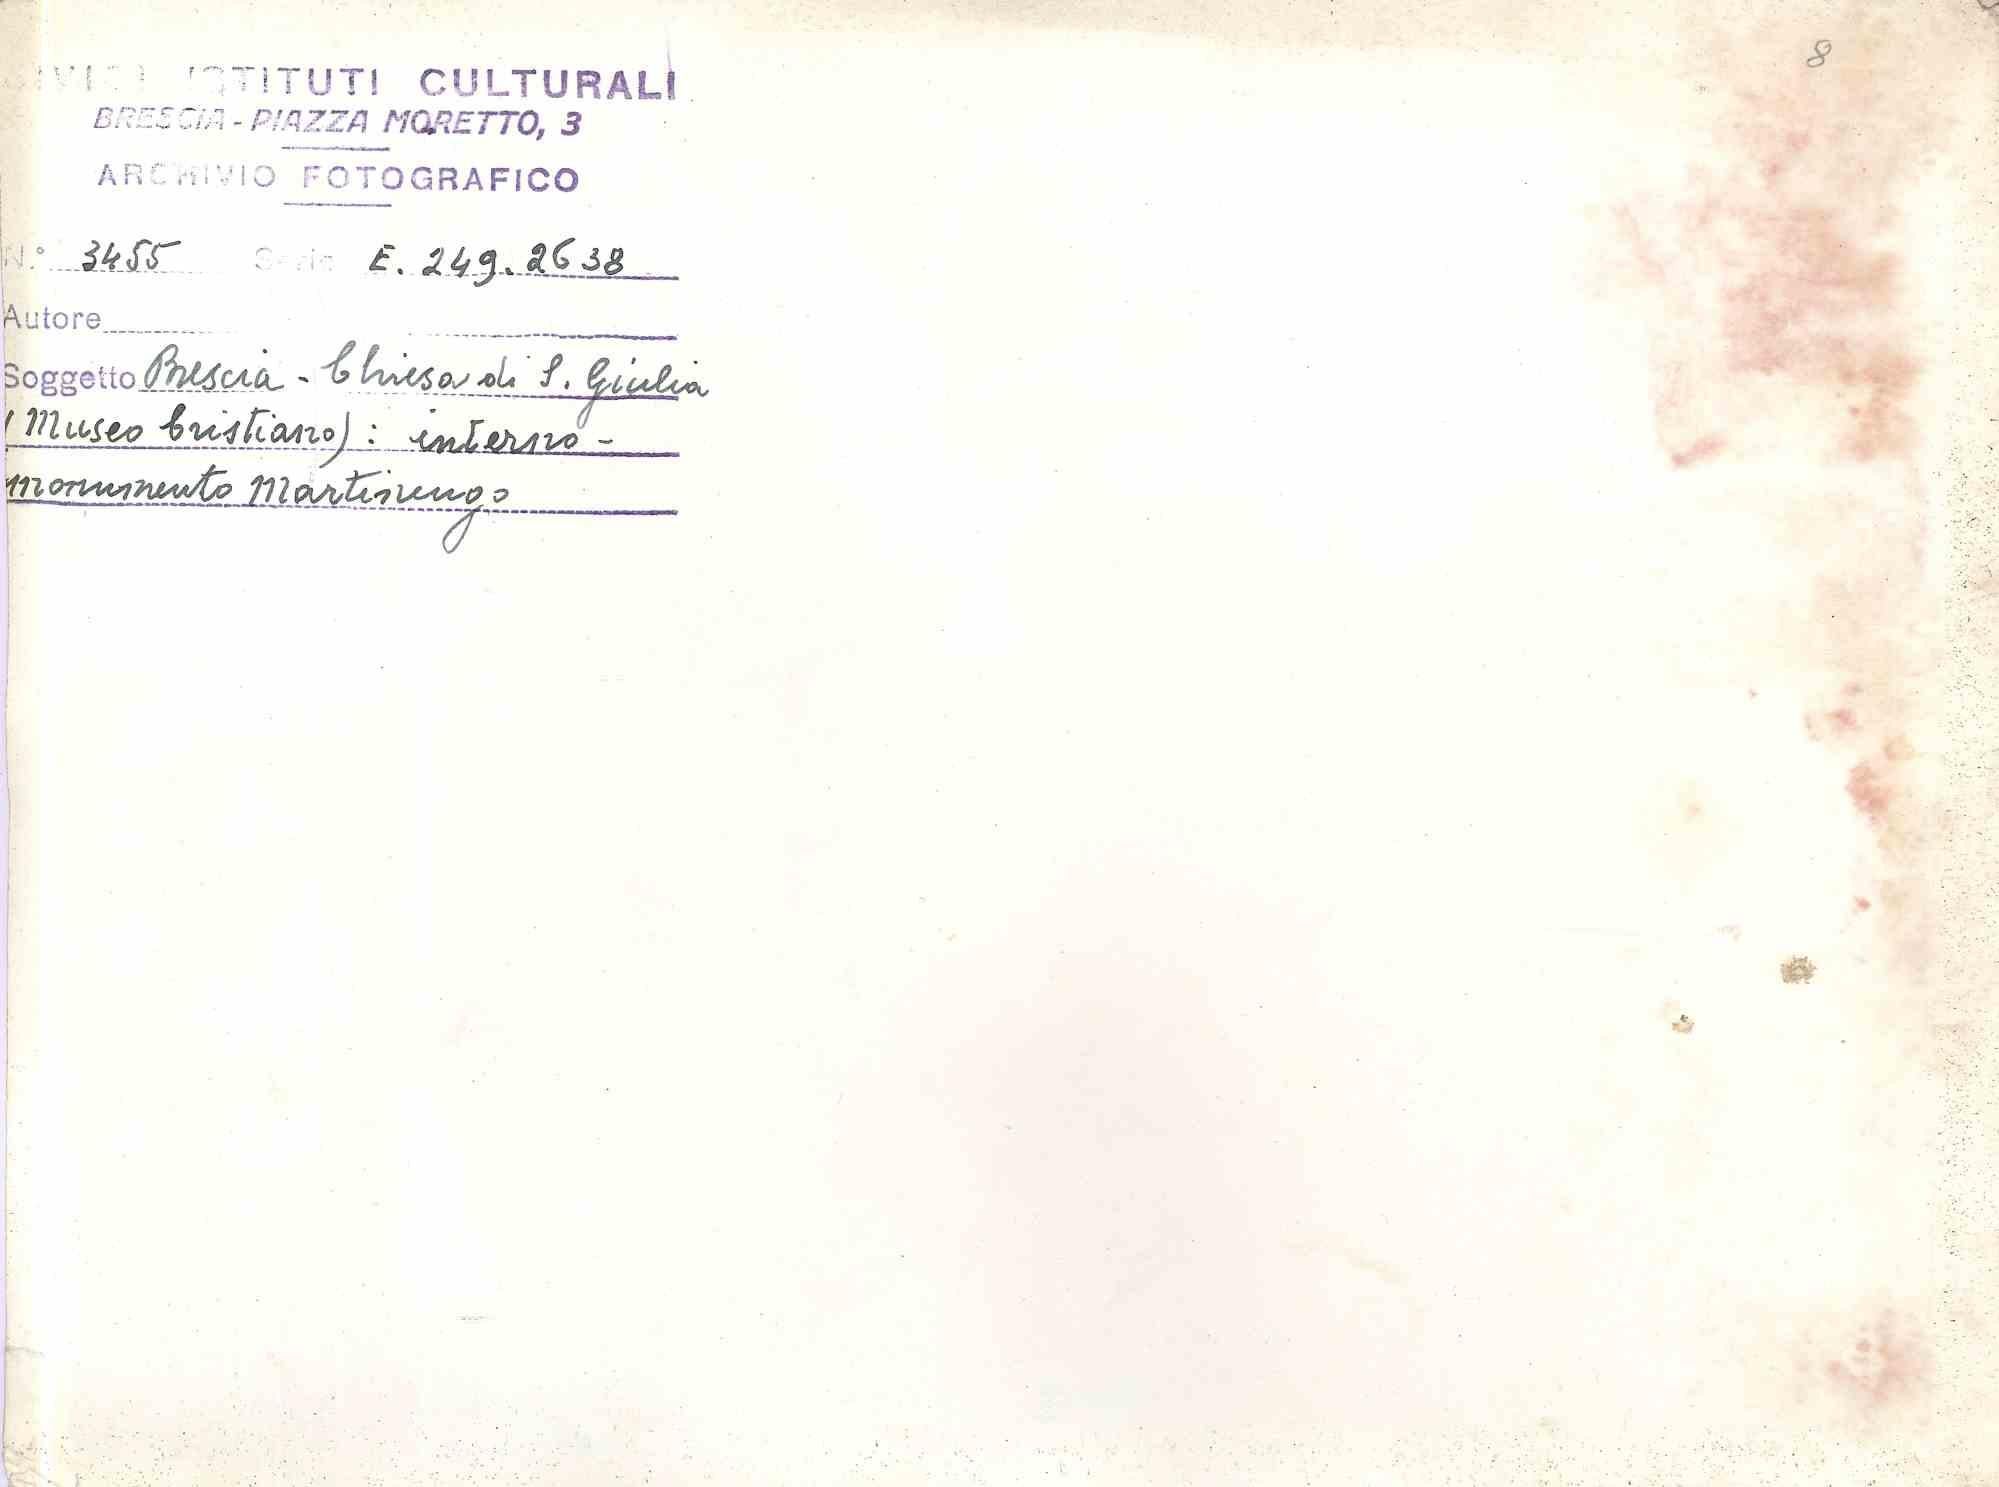 CIVICI ISTITUTI CULTURALI
BRESCIA - PIAZZA MORETTO, 3
ARCHIVIO FOTOGRAFICO
N.° 3455 Serie E. 249. 2638
Autore
Soggetto Brescia - Chiesa di S. Giulia
(Museo Cristiano): interno -
monumento Martinengo
8